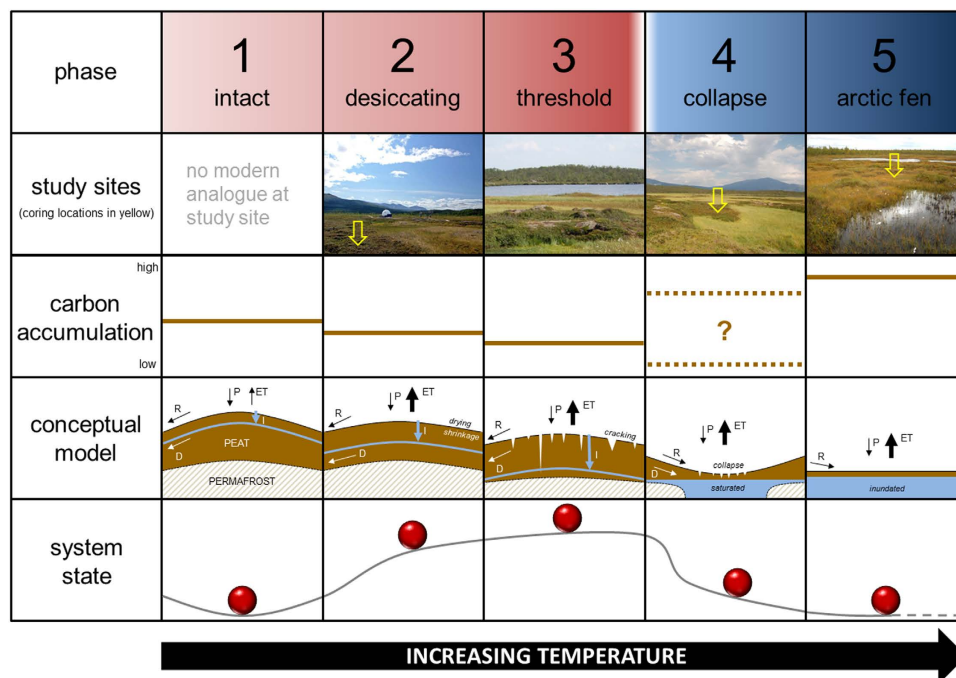 phase
1
intact
2
desiccating
3
threshold
4
collapse
5
arctic fen
study sites
(coring locations in yellow)
no modern
analogue at
study site
carbon
accumulation
high
low
?
conceptual
model
R
P
ET
I
PEAT
D
PERMAFROST
R
P
ET
drying
shrinkage
I
D
R
P
ET
cracking
I
D
P
ET
R
D
collapse
saturated
P
ET
R
inundated
system
state
INCREASING TEMPERATURE